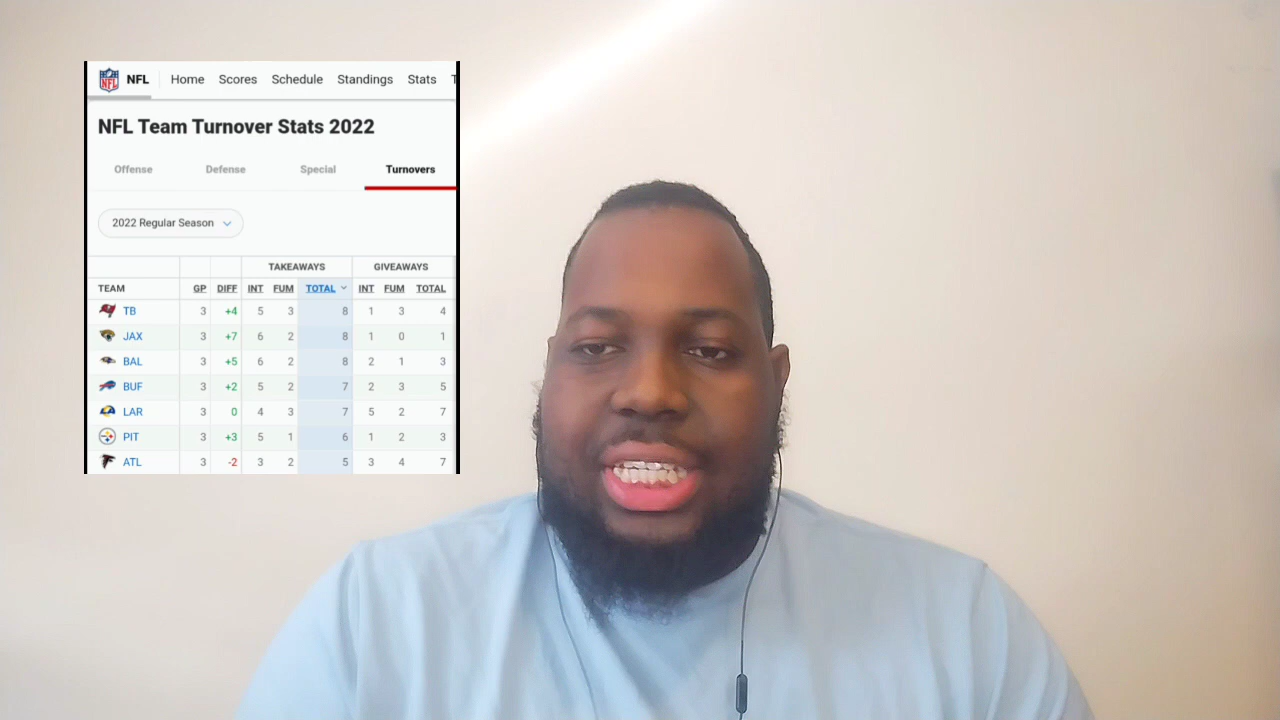 NFL NFL Home Scores Schedule Standings Stats T
NFL Team Turnover Stats 2022
Offense Defense Special Turnovers
2022 Regular Season
TAKEAWAYS GIVEAWAYS
TEAM GP DIFF INT FUM TOTAL INT FUM TOTAL
TB 3 +4 5 3 8 1 3 4
JAX 3 +7 6 2 8 1 0 1
BAL 3 +5 6 2 8 2 1 3
BUF 3 +2 5 2 7 2 3 5
LAR 3 0 4 3 7 5 2 7
PIT 3 +3 5 1 6 1 2 3
ATL 3 -2 3 2 5 3 4 7